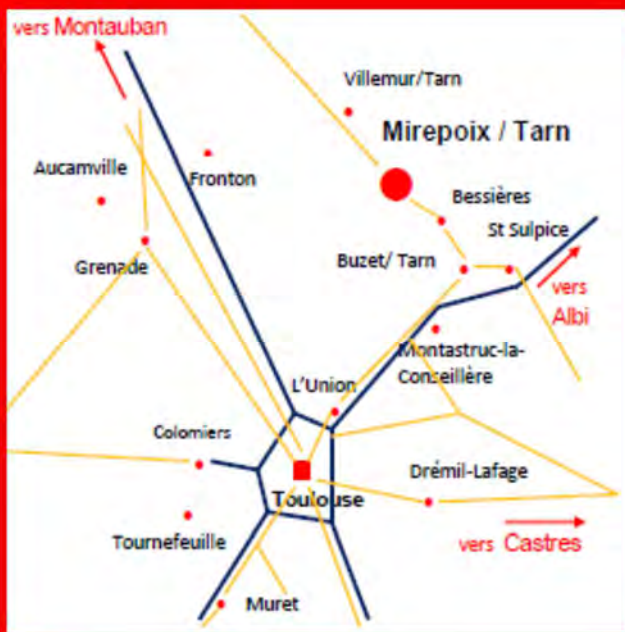 vers Montauban
Villemur/Tarn
Mirepoix / Tarn
Aucamville
Fronton
Bessières
St Sulpice
Grenade
Buzet/ Tarn
vers
Albi
Montastruc-la-
Conseillère
L'Union
Colomiers
Drémil-Lafage
Toulouse
Tournefeuille
vers Castres
Muret